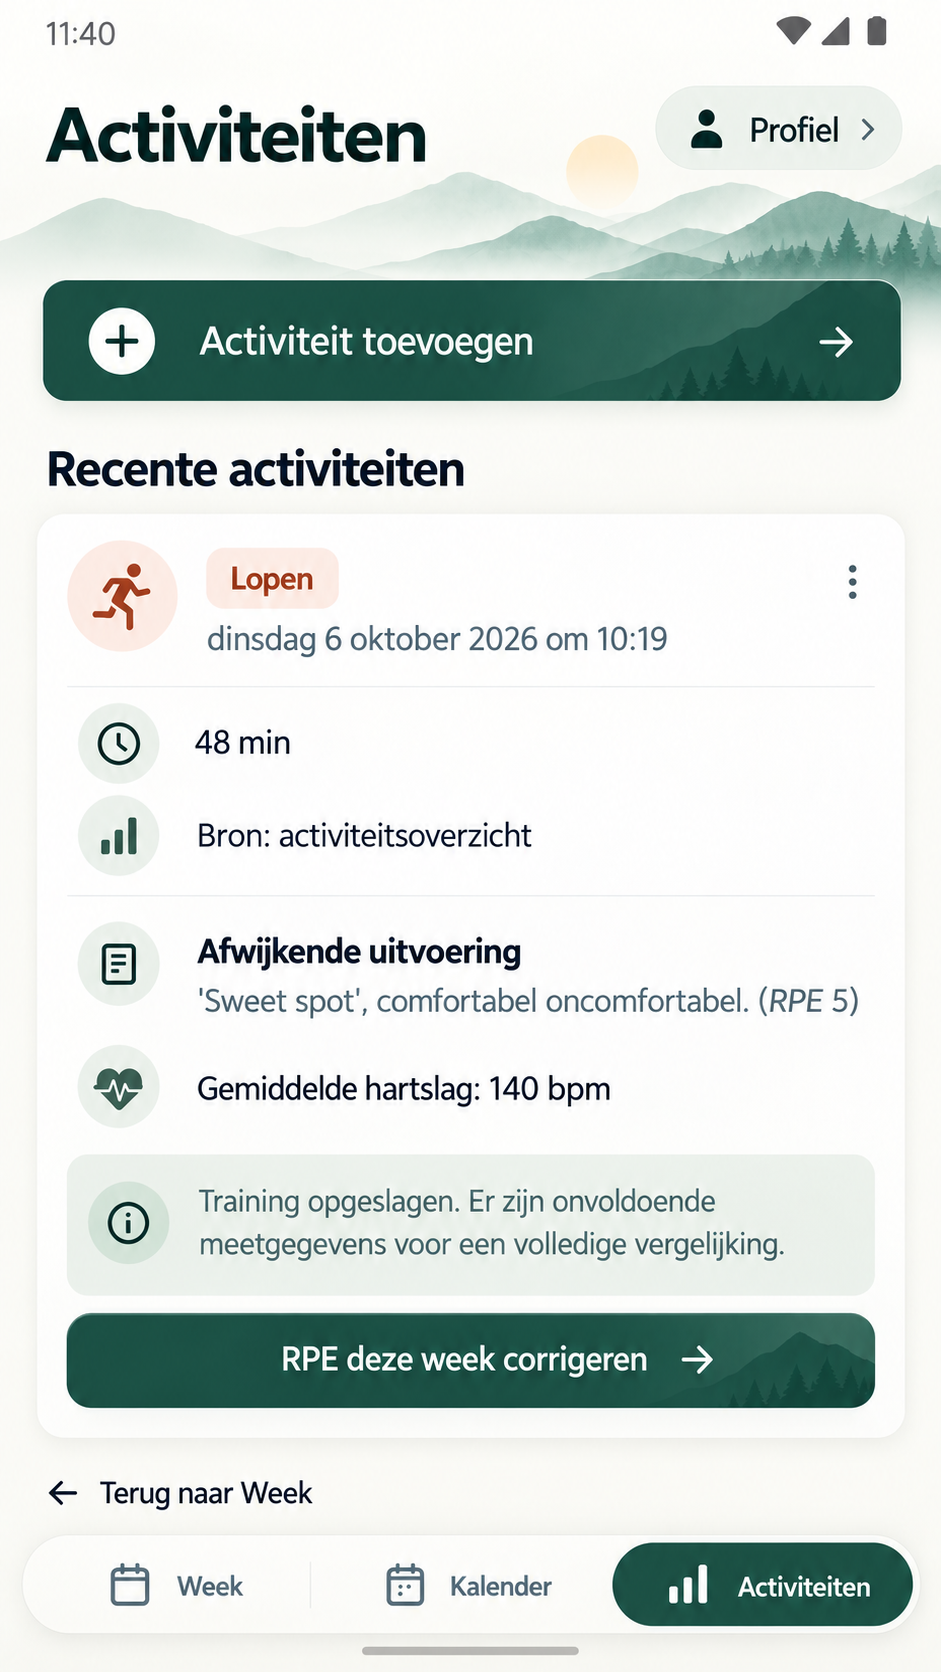 11:40
Activiteiten
Profiel
Activiteit toevoegen
Recente activiteiten
Lopen
dinsdag 6 oktober 2026 om 10:19
48 min
Bron: activiteitsoverzicht
Afwijkende uitvoering
'Sweet spot', comfortabel oncomfortabel. (RPE 5)
Gemiddelde hartslag: 140 bpm
Training opgeslagen. Er zijn onvoldoende
meetgegevens voor een volledige vergelijking.
RPE deze week corrigeren
Terug naar Week
Week
Kalender
Activiteiten